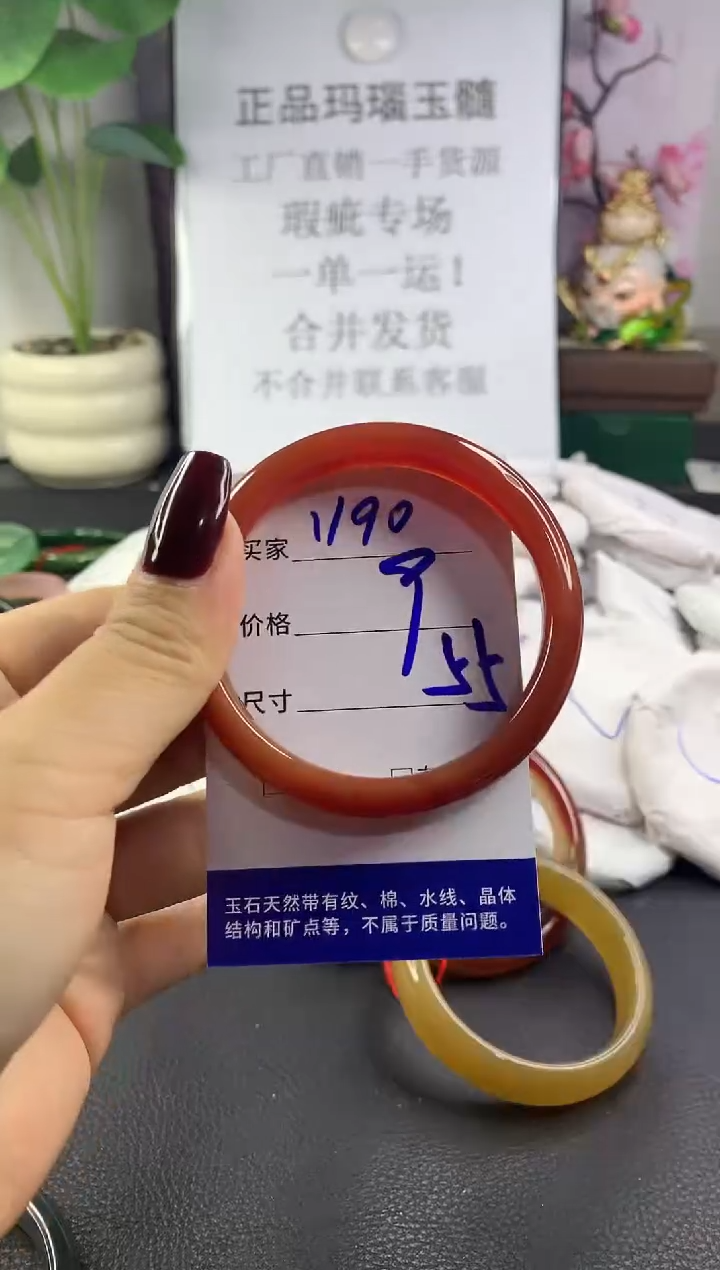 正品玛瑙玉髓
工厂直销一手货源
瑕疵专场
一单一运！
合并发货
不合并联系客服
买家 1190
价格 9
尺寸 55
玉石天然带有纹、棉、水线、晶体
结构和矿点等，不属于质量问题。